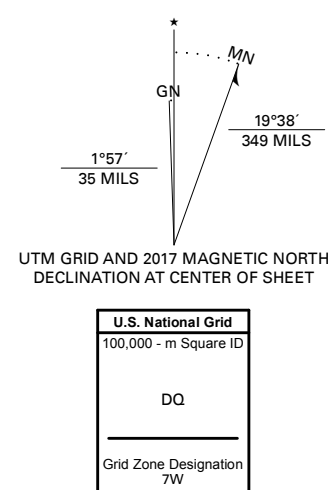 ★
MN
GN
19°38´
349 MILS
1°57´
35 MILS
UTM GRID AND 2017 MAGNETIC NORTH
DECLINATION AT CENTER OF SHEET
U.S. National Grid
100,000 - m Square ID
DQ
Grid Zone Designation
7W